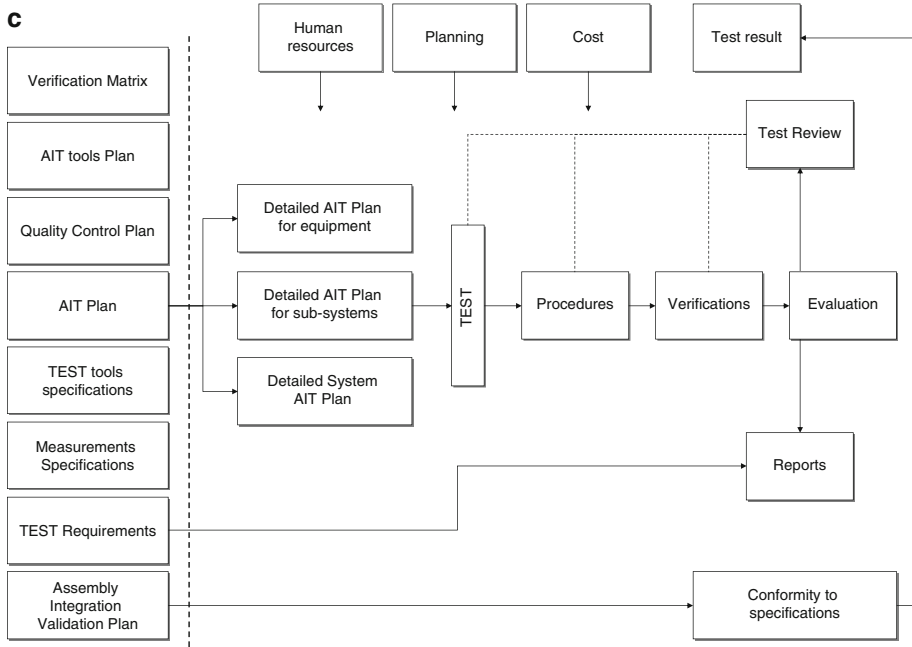 c
Human
resources
Planning
Cost
Test result
Verification Matrix
AIT tools Plan
Quality Control Plan
AIT Plan
TEST tools
specifications
Measurements
Specifications
TEST Requirements
Assembly
Integration
Validation Plan
Detailed AIT Plan
for equipment
Detailed AIT Plan
for sub-systems
Detailed System
AIT Plan
TEST
Procedures
Verifications
Evaluation
Test Review
Reports
Conformity to
specifications